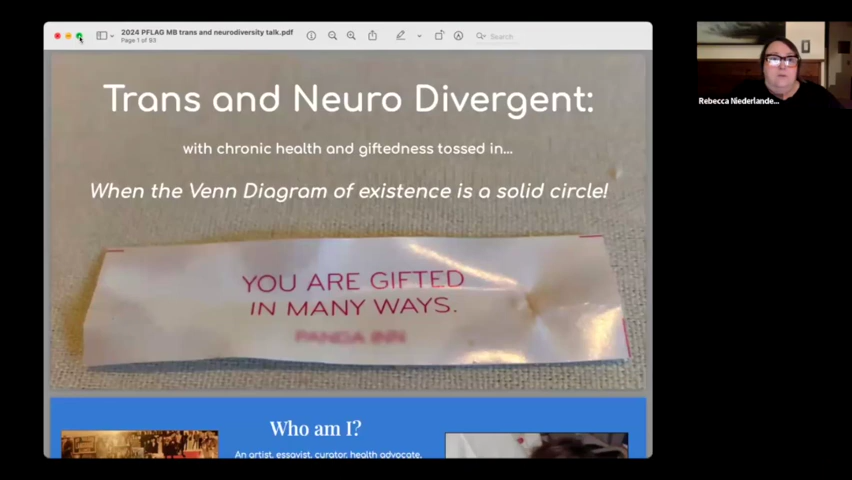 2024 PFLAG MB trans and neurodiversity talk.pdf
Page 1 of 93
Search
Trans and Neuro Divergent:
with chronic health and giftedness tossed in...
When the Venn Diagram of existence is a solid circle!
YOU ARE GIFTED
IN MANY WAYS.
PANDA INN
Who am I?
An artist, essayist, curator, health advocate,
Rebecca Niederlande...